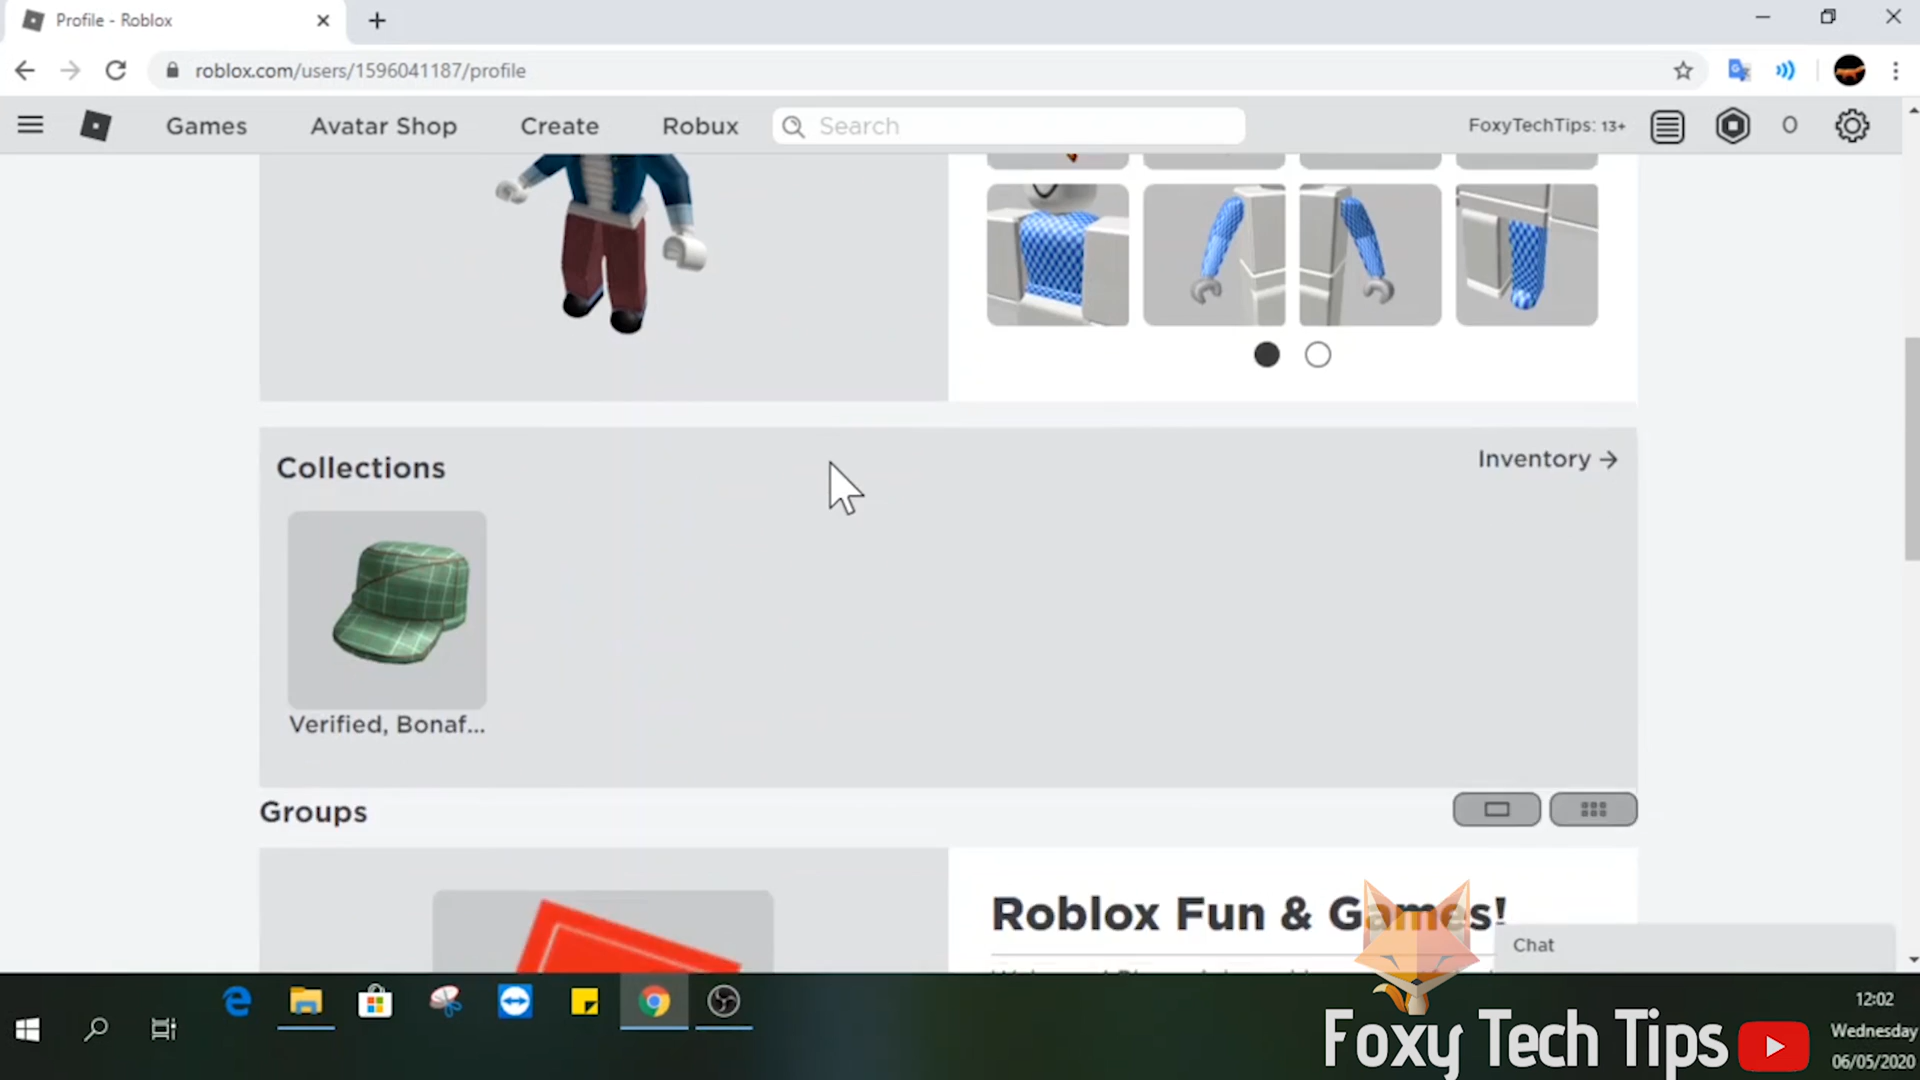 Profile - Roblox
roblox.com/users/1596041187/profile
Games
Avatar Shop
Create
Robux
Search
FoxyTechTips: 13+
0
Collections
Inventory →
Verified, Bonaf...
Groups
Roblox Fun & Games!
Chat
12:02
Wednesday
06/05/2020
Foxy Tech Tips